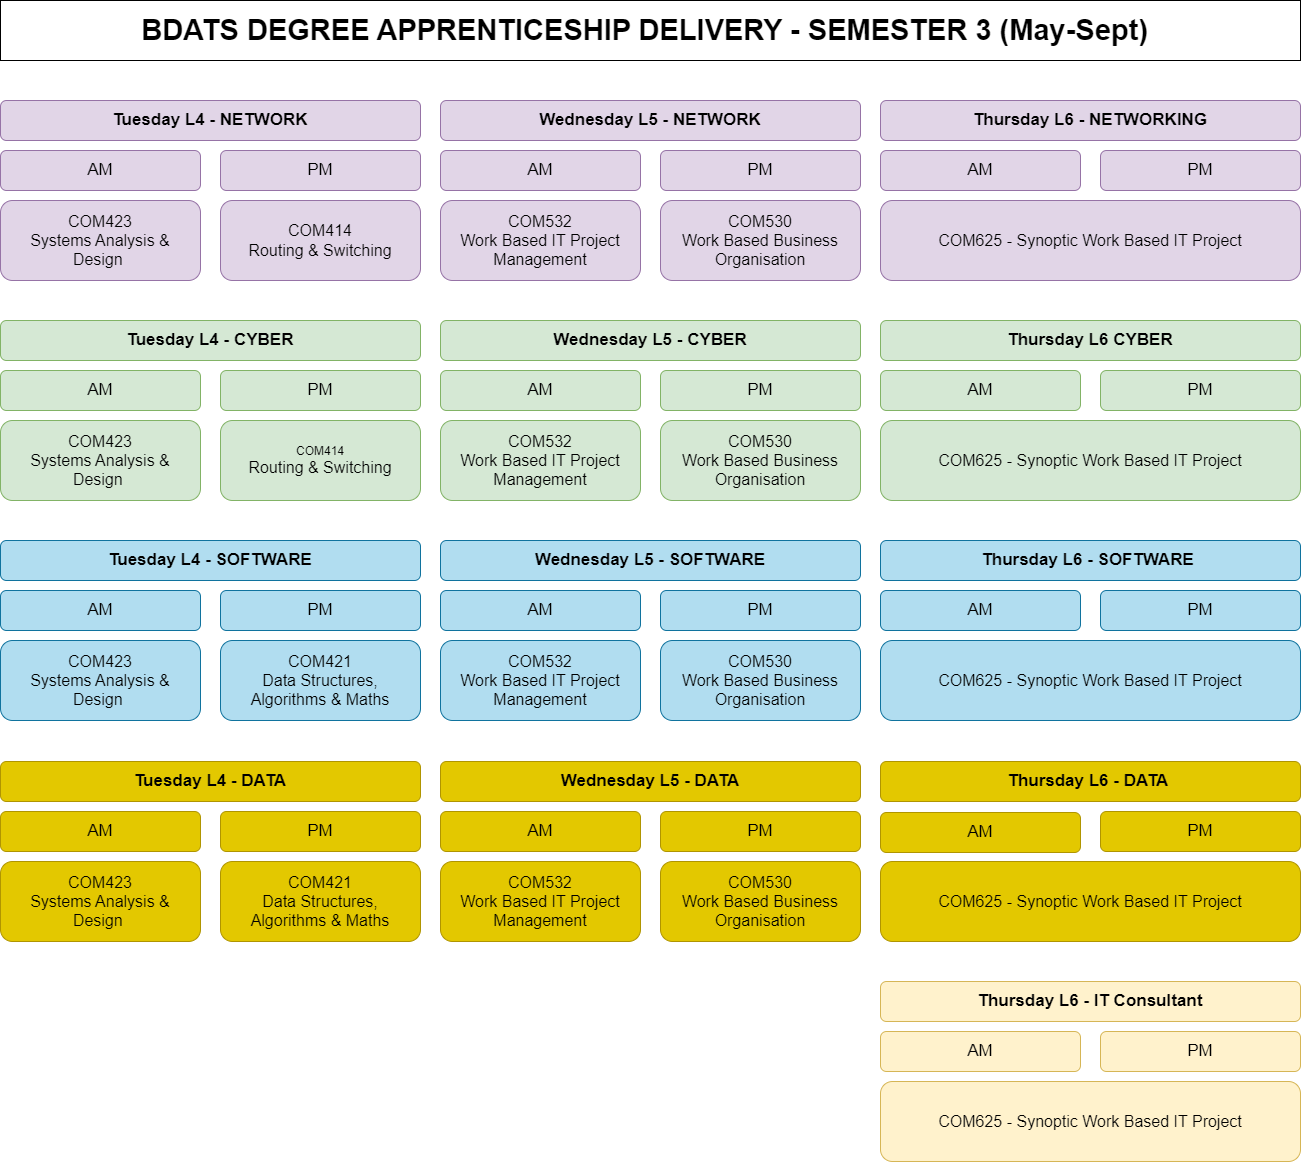 BDATS DEGREE APPRENTICESHIP DELIVERY - SEMESTER 3 (May-Sept)
Tuesday L4 - NETWORK
AM
PM
COM423
Systems Analysis &
Design
COM414
Routing & Switching
Wednesday L5 - NETWORK
AM
PM
COM532
Work Based IT Project
Management
COM530
Work Based Business
Organisation
Thursday L6 - NETWORKING
AM
PM
COM625 - Synoptic Work Based IT Project
Tuesday L4 - CYBER
AM
PM
COM423
Systems Analysis &
Design
COM414
Routing & Switching
Wednesday L5 - CYBER
AM
PM
COM532
Work Based IT Project
Management
COM530
Work Based Business
Organisation
Thursday L6 CYBER
AM
PM
COM625 - Synoptic Work Based IT Project
Tuesday L4 - SOFTWARE
AM
PM
COM423
Systems Analysis &
Design
COM421
Data Structures,
Algorithms & Maths
Wednesday L5 - SOFTWARE
AM
PM
COM532
Work Based IT Project
Management
COM530
Work Based Business
Organisation
Thursday L6 - SOFTWARE
AM
PM
COM625 - Synoptic Work Based IT Project
Tuesday L4 - DATA
AM
PM
COM423
Systems Analysis &
Design
COM421
Data Structures,
Algorithms & Maths
Wednesday L5 - DATA
AM
PM
COM532
Work Based IT Project
Management
COM530
Work Based Business
Organisation
Thursday L6 - DATA
AM
PM
COM625 - Synoptic Work Based IT Project
Thursday L6 - IT Consultant
AM
PM
COM625 - Synoptic Work Based IT Project